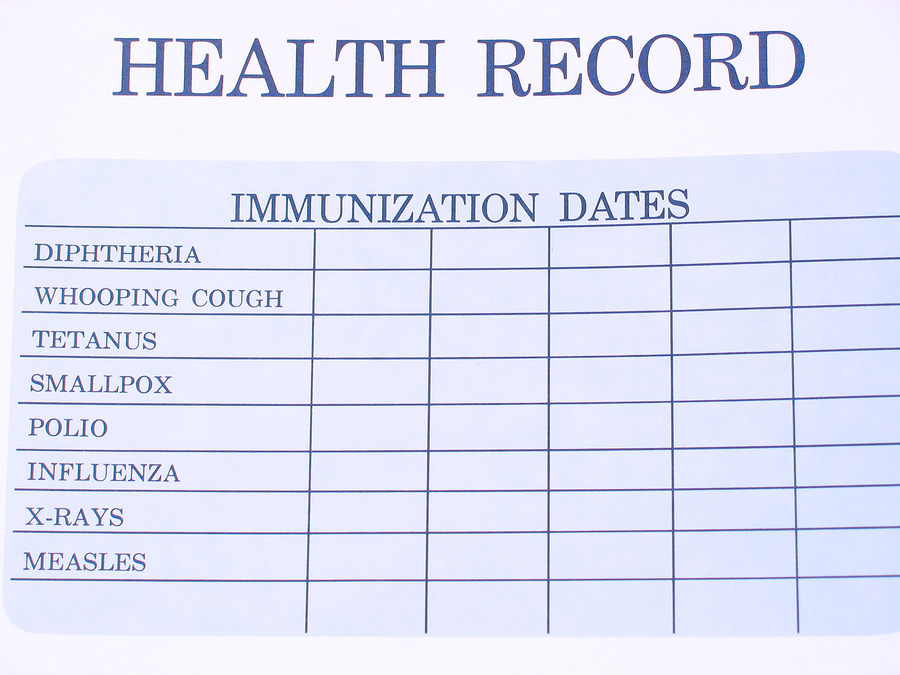 HEALTH RECORD
IMMUNIZATION DATES
DIPHTHERIA
WHOOPING COUGH
TETANUS
SMALLPOX
POLIO
INFLUENZA
X-RAYS
MEASLES